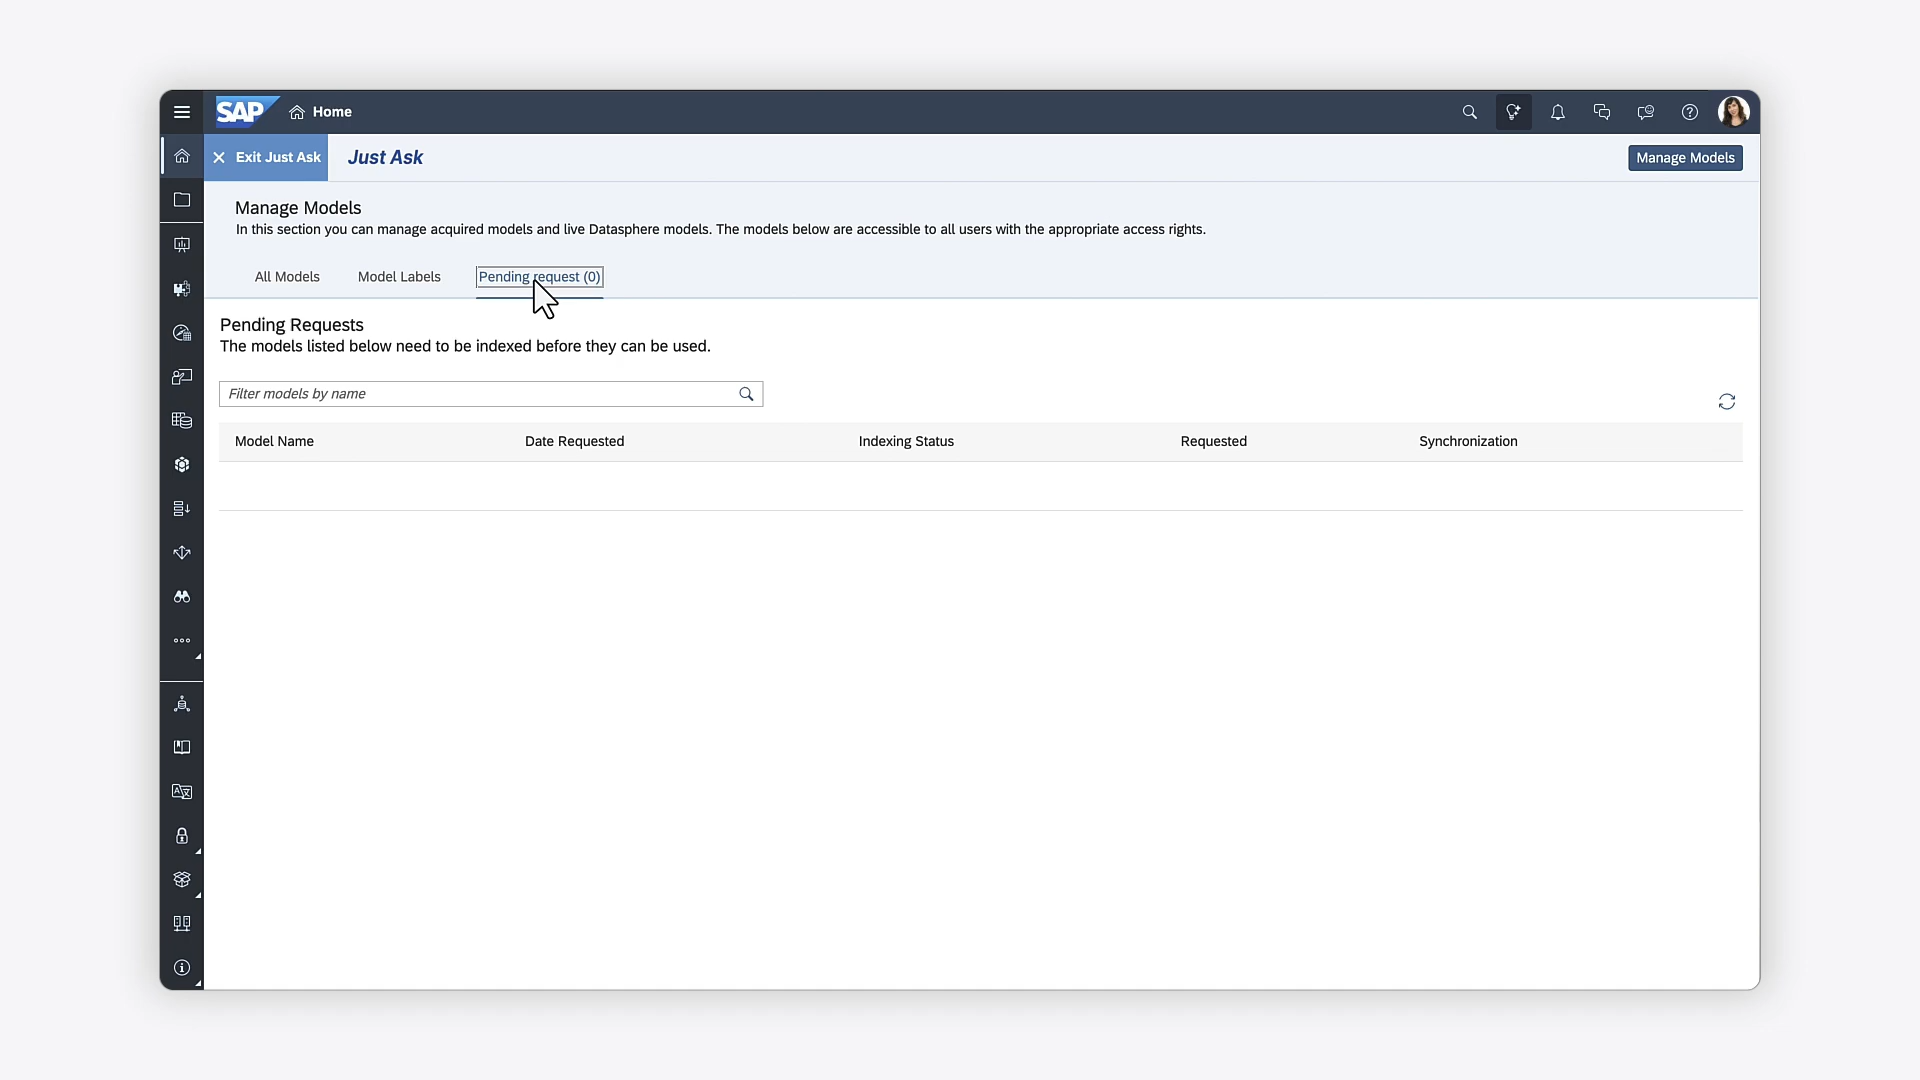 SAP
Home
Exit Just Ask
Just Ask
Manage Models
Manage Models
In this section you can manage acquired models and live Datasphere models. The models below are accessible to all users with the appropriate access rights.
All Models
Model Labels
Pending request (0)
Pending Requests
The models listed below need to be indexed before they can be used.
Filter models by name
Model Name
Date Requested
Indexing Status
Requested
Synchronization